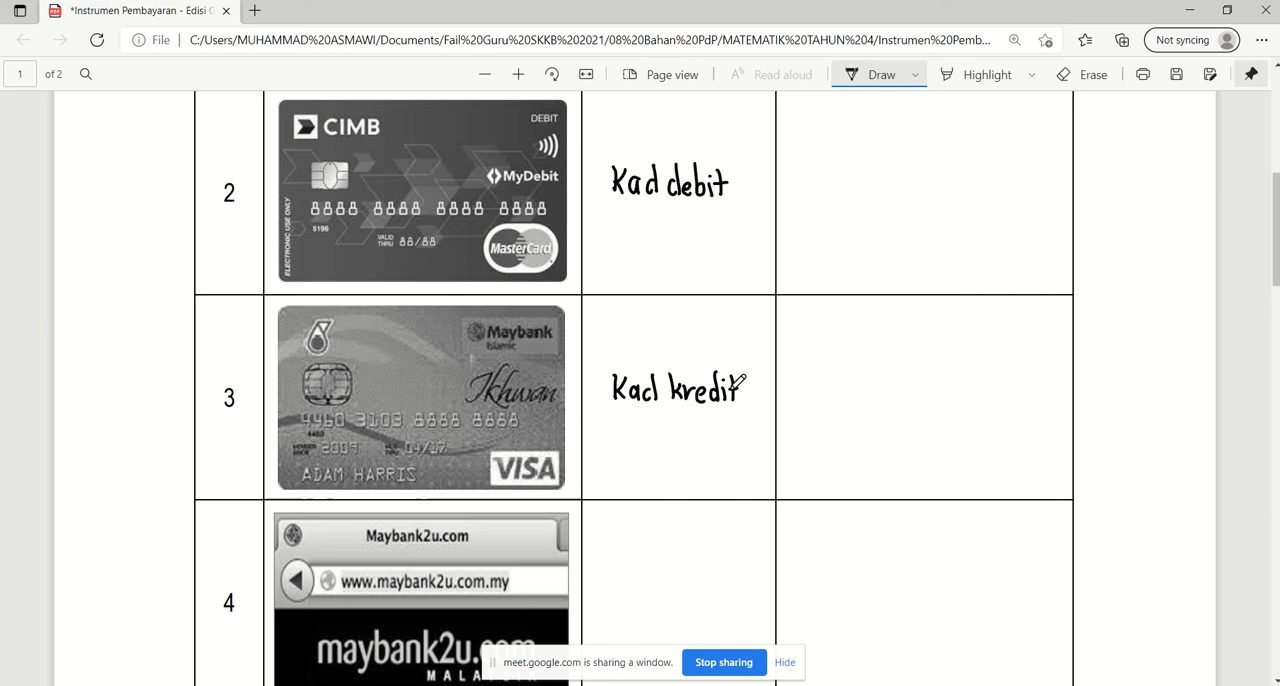 *Instrumen Pembayaran - Edisi G
File
C:/Users/MUHAMMAD%20ASMAWI/Documents/Fail%20Guru%20SKKB%202021/08%20Bahan%20PdP/MATEMATIK%20TAHUN%204/Instrumen%20Pemb...
Not syncing
1 of 2
Page view
Read aloud
Draw
Highlight
Erase
2
CIMB
DEBIT
MyDebit
8888 8888 8888 8888
5196
VALID THRU 88/88
ELECTRONIC USE ONLY
MasterCard
Kad debit
3
Maybank
Islamic
Ikhwan
4460 3103 8888 8888
4460
MEMBER SINCE 2009
04/17
ADAM HARRIS
VISA
Kad kredit
4
Maybank2u.com
www.maybank2u.com.my
maybank2u.com
meet.google.com is sharing a window.
Stop sharing
Hide